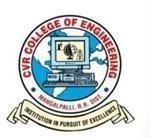 CVR COLLEGE OF ENGINEERING
MANGALPALLI, R.R. DIST.
INSTITUTION IN PURSUIT OF EXCELLENCE